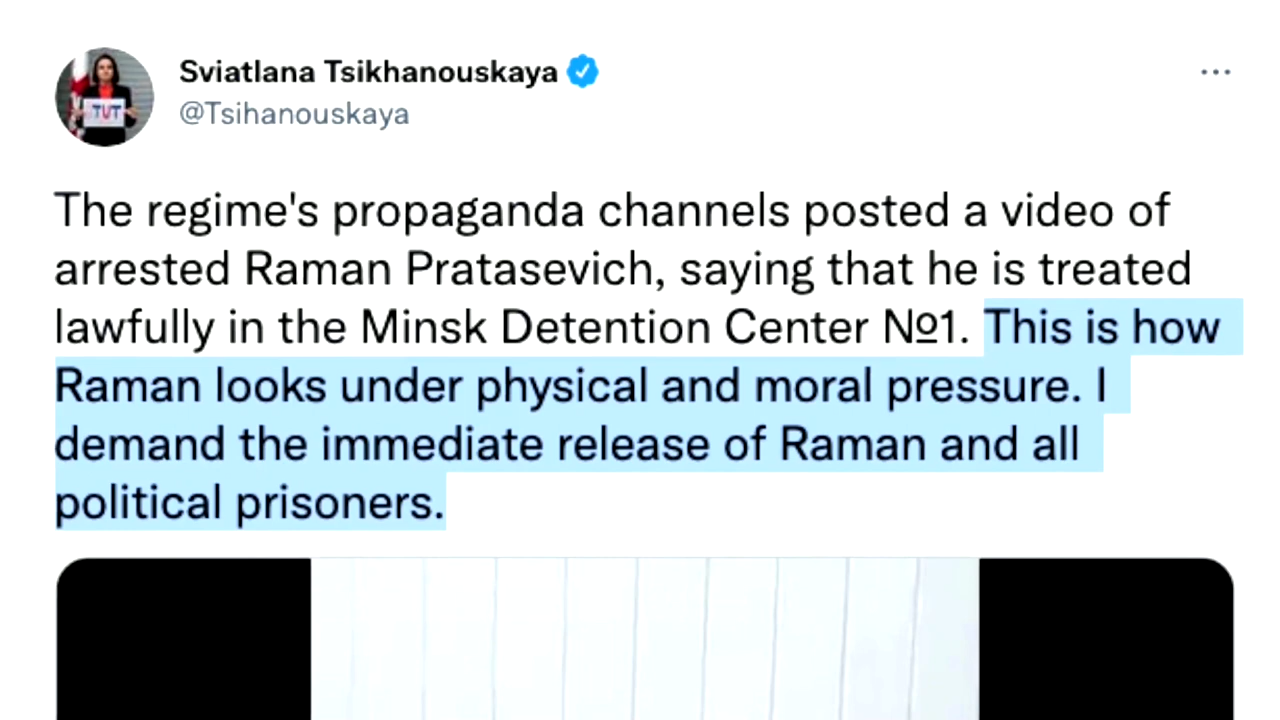 Sviatlana Tsikhanouskaya
@Tsihanouskaya
The regime's propaganda channels posted a video of
arrested Raman Pratasevich, saying that he is treated
lawfully in the Minsk Detention Center №1. This is how
Raman looks under physical and moral pressure. I
demand the immediate release of Raman and all
political prisoners.
TUT